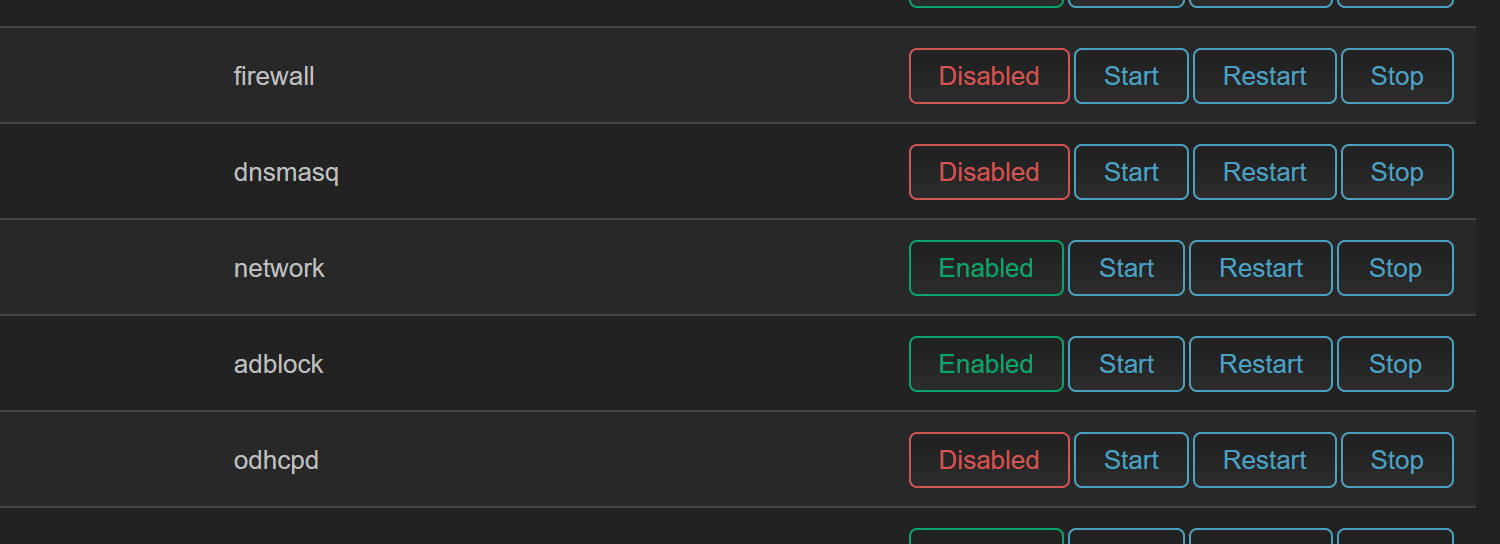 firewall Disabled Start Restart Stop
dnsmasq Disabled Start Restart Stop
network Enabled Start Restart Stop
adblock Enabled Start Restart Stop
odhcpd Disabled Start Restart Stop